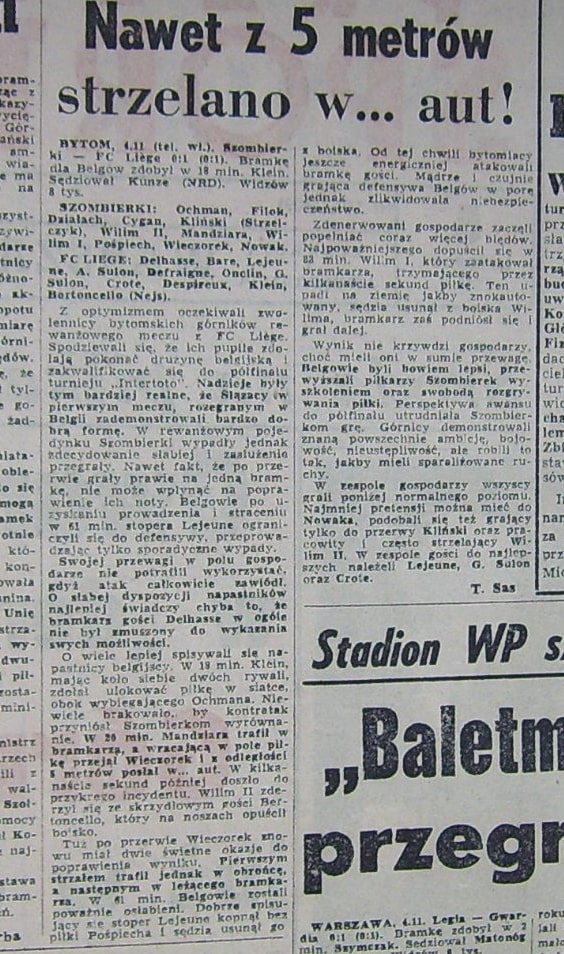 Nawet z 5 metrów
strzelano w... aut!
BYTOM, 4.11 (tel. wł.). Szombier-
ki — FC Liège 0:1 (0:1). Bramkę
dla Belgów zdobył w 18 min. Klein.
Sędziował Kunze (NRD). Widzów
8 tys.
SZOMBIERKI: Ochman, Filok,
Działach, Cygan, Kliński (Strzel-
czyk), Wilim II, Mandziara, Wi-
lim I, Pośpiech, Wieczorek, Nowak.
FC LIEGE: Delhasse, Bare, Lejeu-
ne, A. Sulon, Defraigne, Onclin, G.
Sulon, Crote, Despireux, Klein,
Bertoncello (Nejs).
Z optymizmem oczekiwali zwo-
lennicy bytomskich górników re-
wanżowego meczu z FC Liège.
Spodziewali się, że ich pupile zdo-
łają pokonać drużynę belgijską i
zakwalifikować się do półfinału
turnieju „Intertoto”. Nadzieje były
tym bardziej realne, że Ślązacy w
pierwszym meczu, rozegranym w
Belgii zademonstrowali bardzo do-
brą formę. W rewanżowym poje-
dynku Szombierki wypadły jednak
zdecydowanie słabiej i zasłużenie
przegrały. Nawet fakt, że po prze-
rwie grały prawie na jedną bram-
kę, nie może wpłynąć na popra-
wienie ich noty. Belgowie po u-
zyskaniu prowadzenia i straceniu
w 61 min. stopera Lejeune ograni-
czyli się do defensywy, przeprowa-
dzając tylko sporadyczne wypady.
Swojej przewagi w polu gospo-
darze nie potrafili wykorzystać,
gdyż atak całkowicie zawiódł.
O słabej dyspozycji napastników
najlepiej świadczy chyba to, że
bramkarz gości Delhasse w ogóle
nie był zmuszony do wykazania
swych możliwości.
O wiele lepiej spisywali się na-
pastnicy belgijscy. W 18 min. Klein,
mając koło siebie dwóch rywali,
zdołał ulokować piłkę w siatce,
obok wybiegającego Ochmana. Nie-
wiele brakowało, by kontratak
przyniósł Szombierkom wyrówna-
nie. W 20 min. Mandziara trafił w
bramkarza, a wracającą w pole pił-
kę przejął Wieczorek i z odległości
5 metrów posłał w... aut. W kilka-
naście sekund później doszło do
przykrego incydentu. Wilim II zde-
rzył się ze skrzydłowym gości Ber-
toncello, który na noszach opuścił
boisko.
Tuż po przerwie Wieczorek zno-
wu miał dwie świetne okazje do
poprawienia wyniku. Pierwszym
strzałem trafił jednak w obrońcę,
a następnym w leżącego bramka-
rza. W 61 min. Belgowie zostali
poważnie osłabieni. Dobrze spisu-
jący się stoper Lejeune kopnął bez
piłki Pośpiecha i sędzia usunął go
z boiska. Od tej chwili bytomiacy
jeszcze energiczniej atakowali
bramkę gości. Mądrze i czujnie
grająca defensywa Belgów w porę
jednak zlikwidowała niebezpie-
czeństwo.
Zdenerwowani gospodarze zaczęli
popełniać coraz więcej błędów.
Najpoważniejszego dopuścił się w
83 min. Wilim I, który zaatakował
bramkarza, trzymającego przez
kilkanaście sekund piłkę. Ten u-
padł na ziemię jakby znokauto-
wany, sędzia usunął z boiska Wi-
lima, bramkarz zaś podniósł się i
grał dalej.
Wynik nie krzywdzi gospodarzy,
choć mieli oni w sumie przewagę.
Belgowie byli bowiem lepsi, prze-
wyższali piłkarzy Szombierek wy-
szkoleniem oraz swobodą rozgry-
wania piłki. Perspektywa awansu
do półfinału utrudniała Szombier-
kom grę. Górnicy demonstrowali
znaną powszechnie ambicję, bojo-
wość, nieustępliwość, ale robili to
tak, jakby mieli sparaliżowane ru-
chy.
W zespole gospodarzy wszyscy
grali poniżej normalnego poziomu.
Najmniej pretensji można mieć do
Nowaka, podobali się też grający
tylko do przerwy Kliński oraz pra-
cowity i często strzelający Wi-
lim II. W zespole gości do najlep-
szych należeli Lejeune, G. Sulon
oraz Crote.
T. Sas
Stadion WP
„Baletm
przegr
WARSZAWA, 4.11. Legia — Gwar-
dia 0:1 (0:1). Bramkę zdobył w 2
min. Szymczak. Sędziował Matonóg